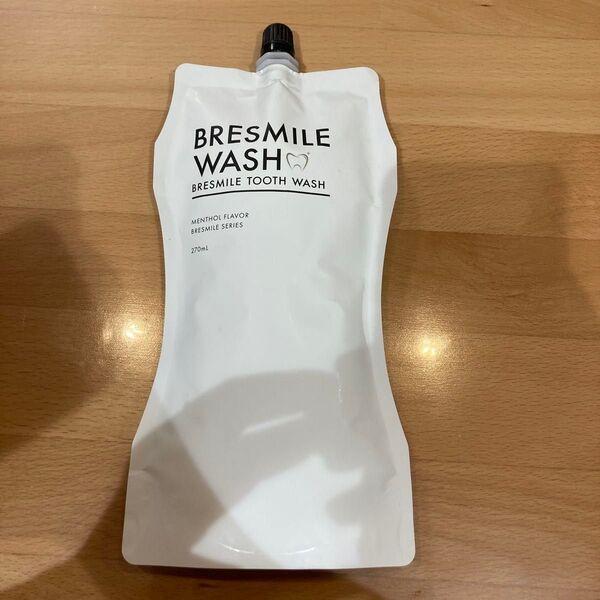 BRESMILE
WASH
BRESMILE TOOTH WASH
MENTHOL FLAVOR
BRESMILE SERIES
270mL